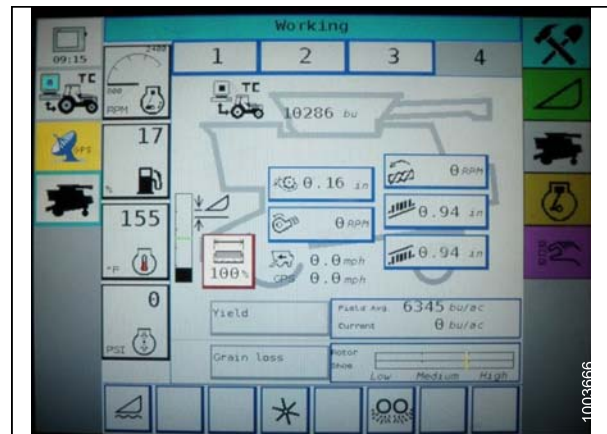 Working
09:15
2400
800
RPM
1 2 3 4
TC
TC
10286 bu
GPS
17
%
0.16 in
0 RPM
0 RPM
0.94 in
155
°F
0.94 in
100%
0.0 mph
GPS 0.0 mph
0
PSI
Yield
Field Avg. 6345 bu/ac
Current 0 bu/ac
Grain loss
Rotor
Shoe
Low Medium High
1003666